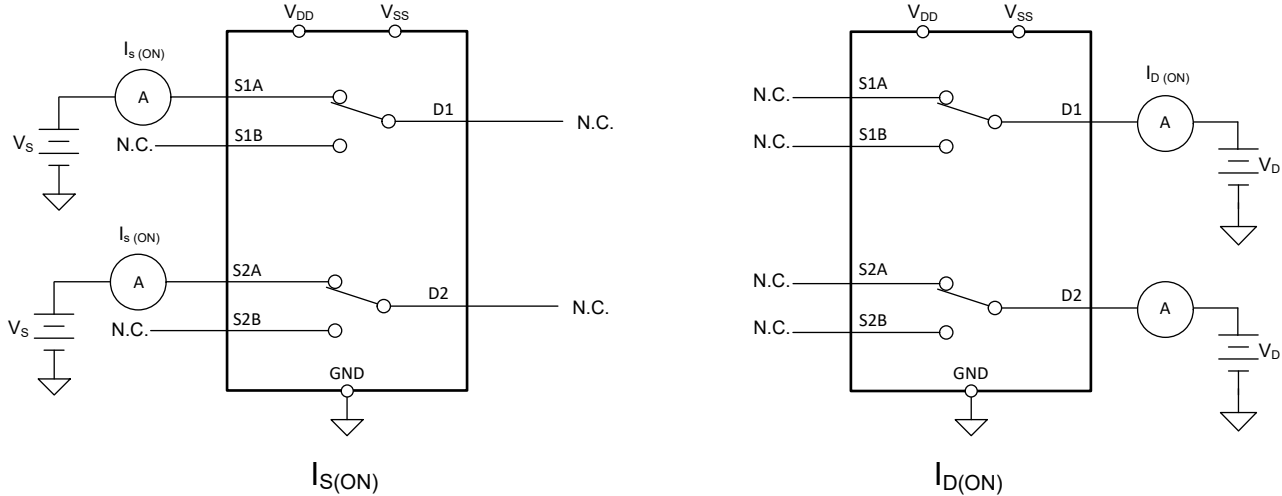 VDD VSS
Is (ON)
A
S1A
D1
N.C.
VS
N.C.
S1B
Is (ON)
A
S2A
D2
N.C.
VS
N.C.
S2B
GND
IS(ON)
VDD VSS
ID (ON)
N.C.
S1A
D1
A
N.C.
S1B
VD
N.C.
S2A
D2
A
N.C.
S2B
VD
GND
ID(ON)